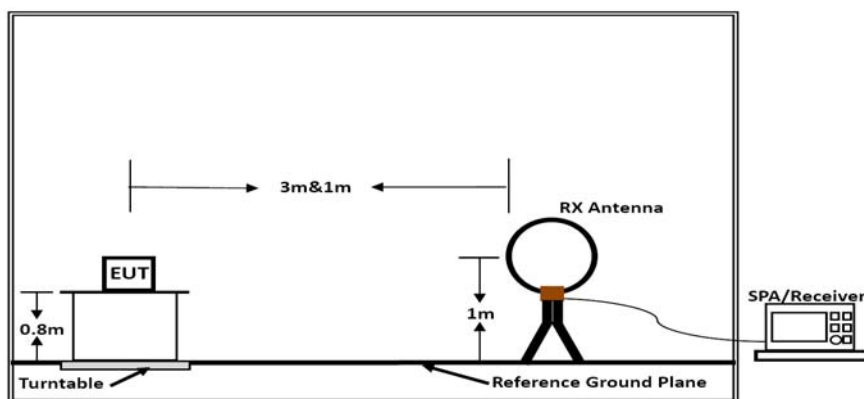 3m&1m
RX Antenna
EUT
0.8m
1m
SPA/Receiver
Turntable
Reference Ground Plane